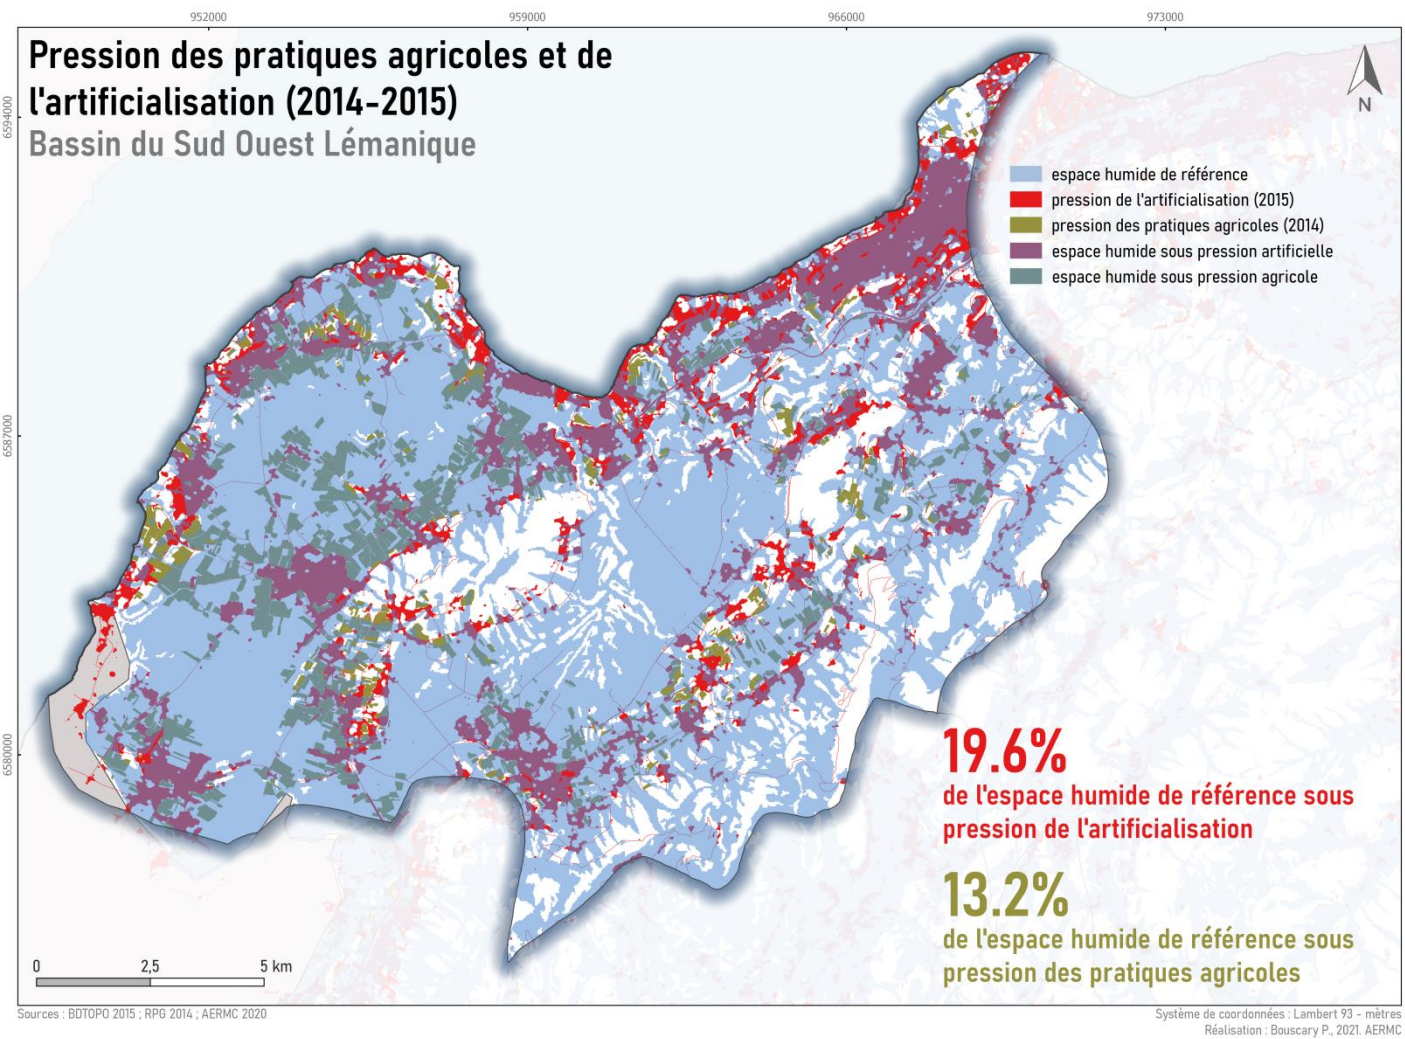 952000
959000
966000
973000
Pression des pratiques agricoles et de
l'artificialisation (2014-2015)
Bassin du Sud Ouest Lémanique
N
6594000
6587000
6580000
espace humide de référence
pression de l'artificialisation (2015)
pression des pratiques agricoles (2014)
espace humide sous pression artificielle
espace humide sous pression agricole
19.6%
de l'espace humide de référence sous
pression de l'artificialisation
13.2%
de l'espace humide de référence sous
pression des pratiques agricoles
0 2,5 5 km
Sources : BDTOPO 2015 ; RPG 2014 ; AERMC 2020
Système de coordonnées : Lambert 93 - mètres
Réalisation : Bouscary P., 2021. AERMC